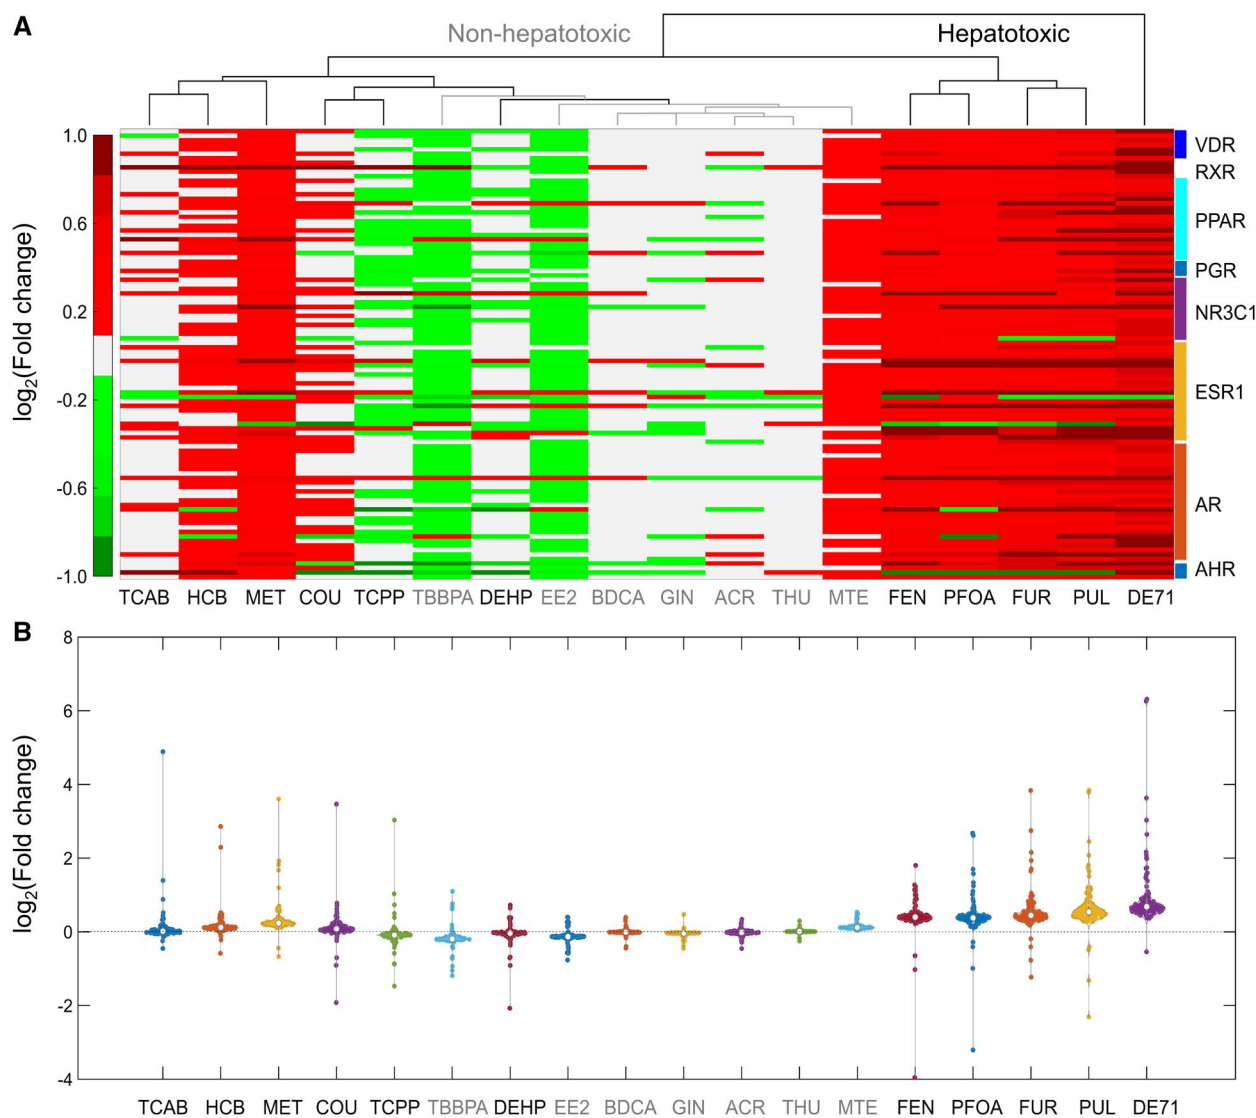 A
Non-hepatotoxic
Hepatotoxic
1.0
0.6
0.2
-0.2
-0.6
-1.0
log2(Fold change)
VDR
RXR
PPAR
PGR
NR3C1
ESR1
AR
AHR
TCAB HCB MET COU TCPP TBBPA DEHP EE2 BDCA GIN ACR THU MTE FEN PFOA FUR PUL DE71
B
8
6
4
2
0
-2
-4
log2(Fold change)
TCAB HCB MET COU TCPP TBBPA DEHP EE2 BDCA GIN ACR THU MTE FEN PFOA FUR PUL DE71